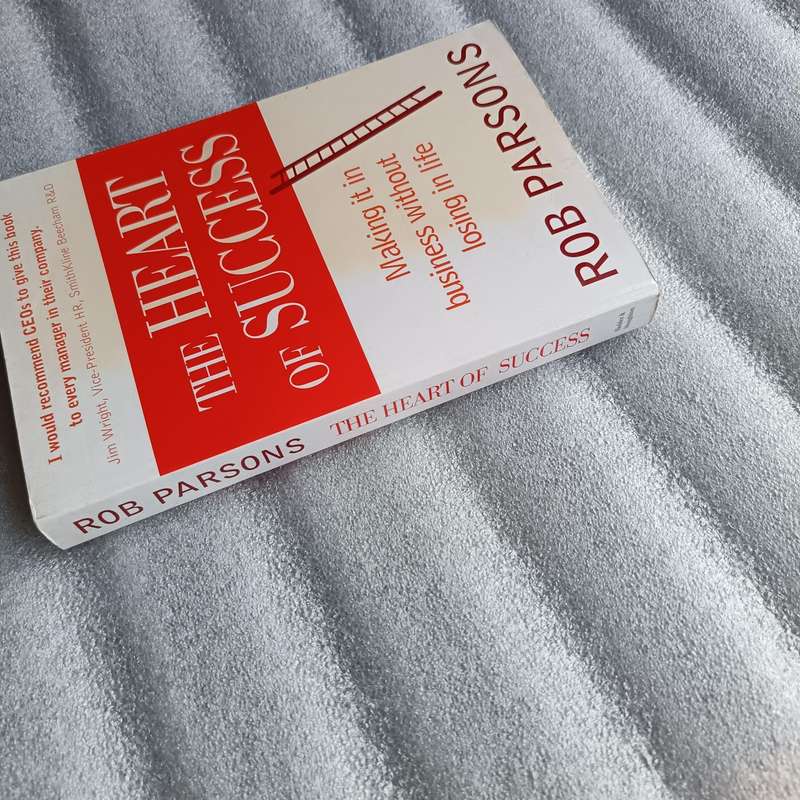 I would recommend CEOs to give this book
to every manager in their company.
Jim Wright, Vice-President HR, SmithKline Beecham R&D
THE HEART
OF SUCCESS
Making it in
business without
losing in life
ROB PARSONS
ROB PARSONS THE HEART OF SUCCESS
Hodder &
Stoughton